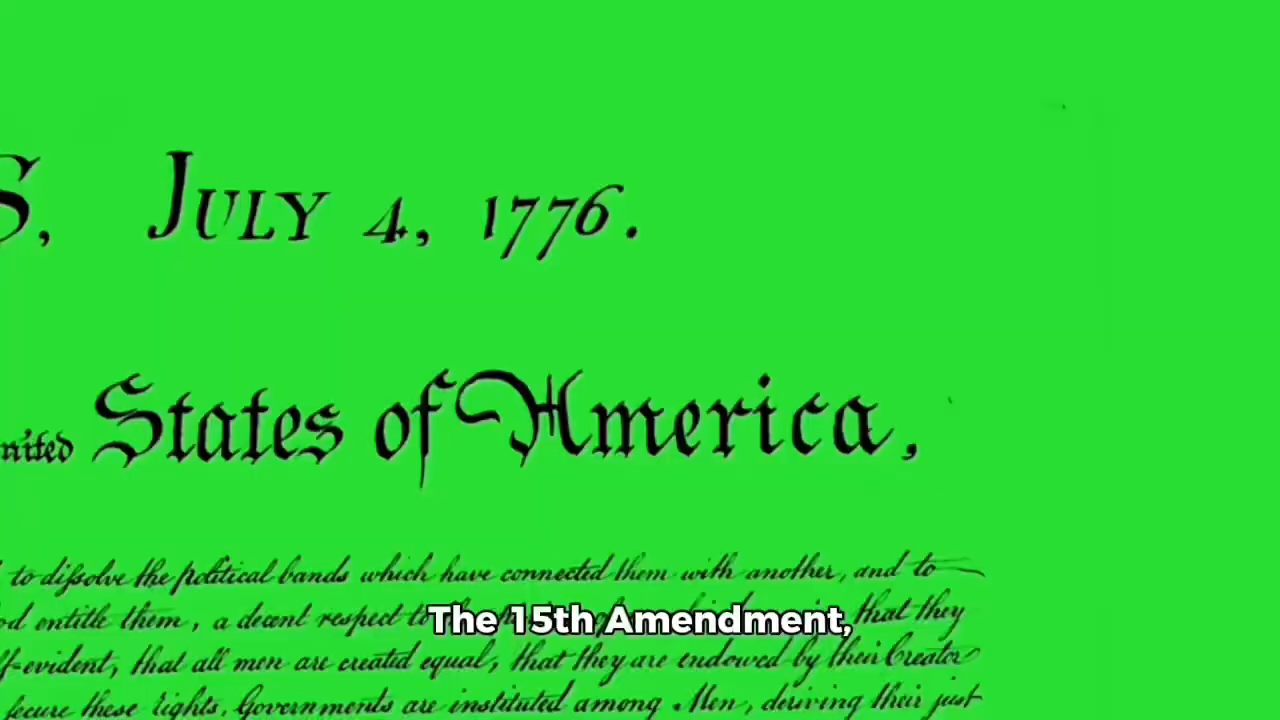 S. JULY 4, 1776.
States of America,
to dissolve the political bands which have connected them with another, and to
entitle them, a decent respect to that they
-evident, that all men are created equal, that they are endowed by their Creator
secure these rights, Governments are instituted among Men, deriving their just
The 15th Amendment,